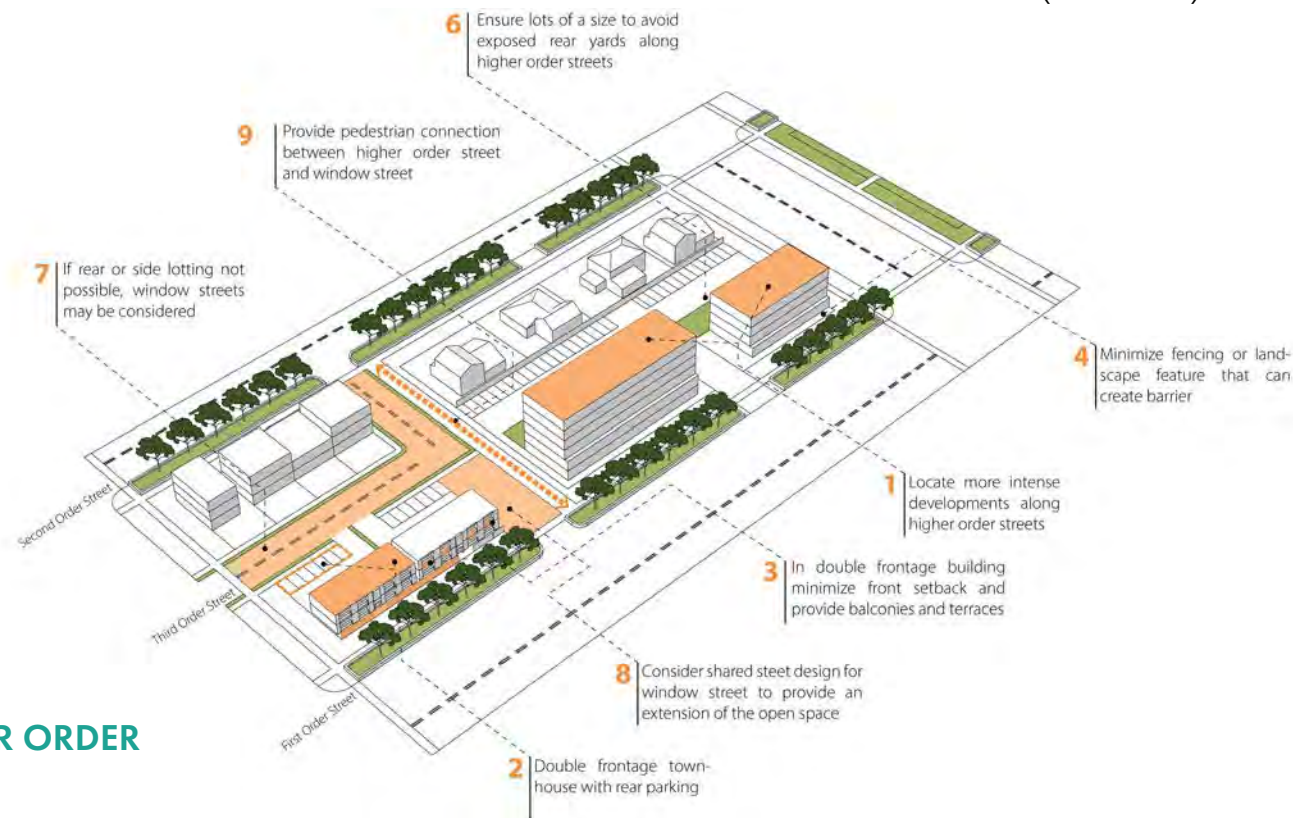 6 Ensure lots of a size to avoid
exposed rear yards along
higher order streets
9 Provide pedestrian connection
between higher order street
and window street
7 If rear or side lotting not
possible, window streets
may be considered
4 Minimize fencing or land-
scape feature that can
create barrier
1 Locate more intense
developments along
higher order streets
3 In double frontage building
minimize front setback and
provide balconies and terraces
8 Consider shared steet design for
window street to provide an
extension of the open space
2 Double frontage town-
house with rear parking
Second Order Street
Third Order Street
First Order Street
R ORDER